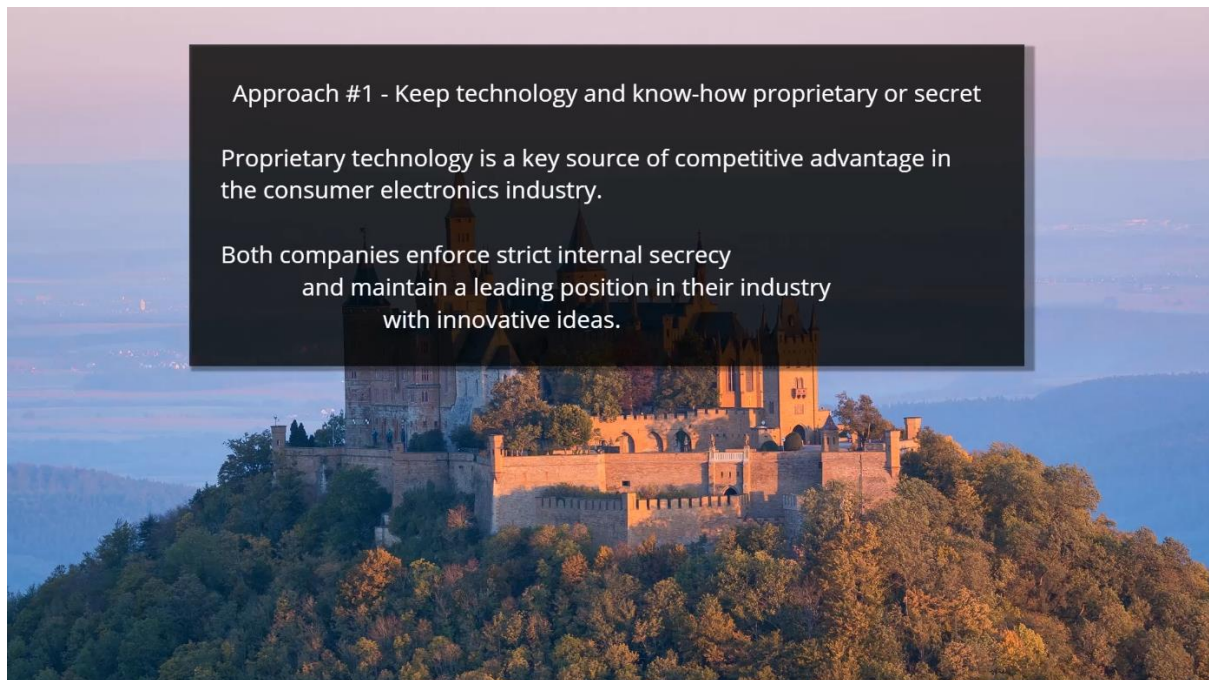 Approach #1 - Keep technology and know-how proprietary or secret
Proprietary technology is a key source of competitive advantage in
the consumer electronics industry.
Both companies enforce strict internal secrecy
and maintain a leading position in their industry
with innovative ideas.